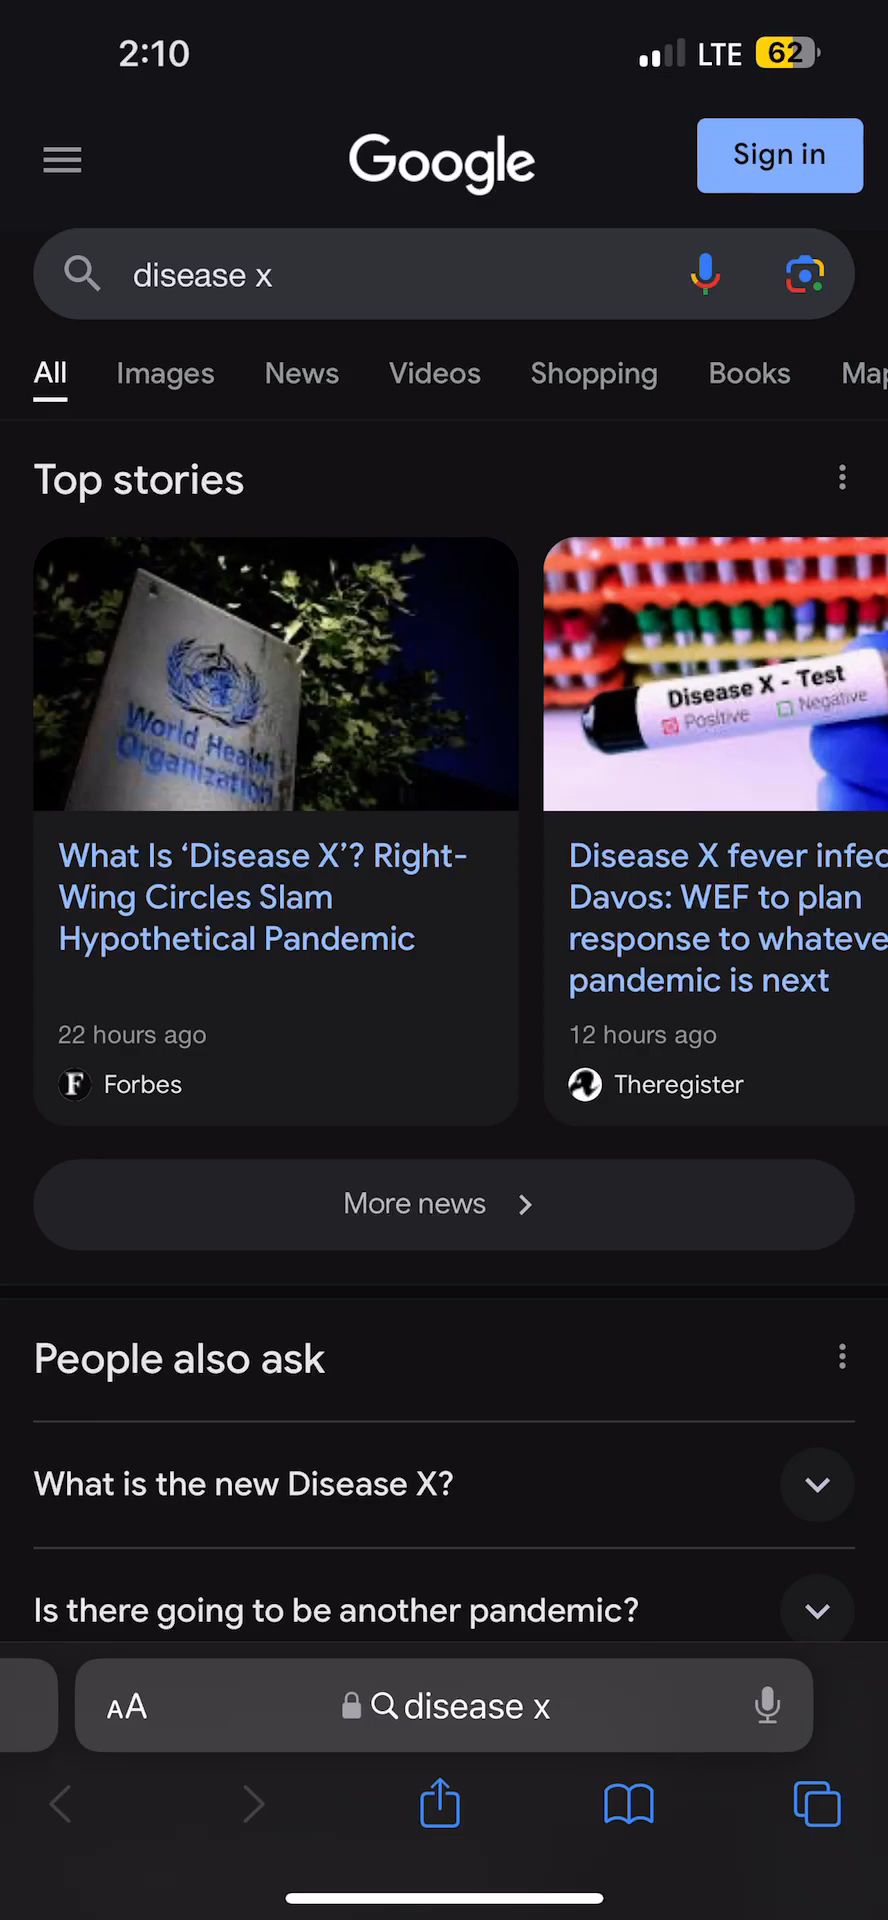 2:10
LTE 62
Google
Sign in
disease x
All Images News Videos Shopping Books Map
Top stories
World Health
Organization
Disease X - Test
Positive Negative
What Is ‘Disease X’? Right-
Wing Circles Slam
Hypothetical Pandemic
22 hours ago
F Forbes
Disease X fever infec
Davos: WEF to plan
response to whateve
pandemic is next
12 hours ago
Theregister
More news
People also ask
What is the new Disease X?
Is there going to be another pandemic?
AA disease x